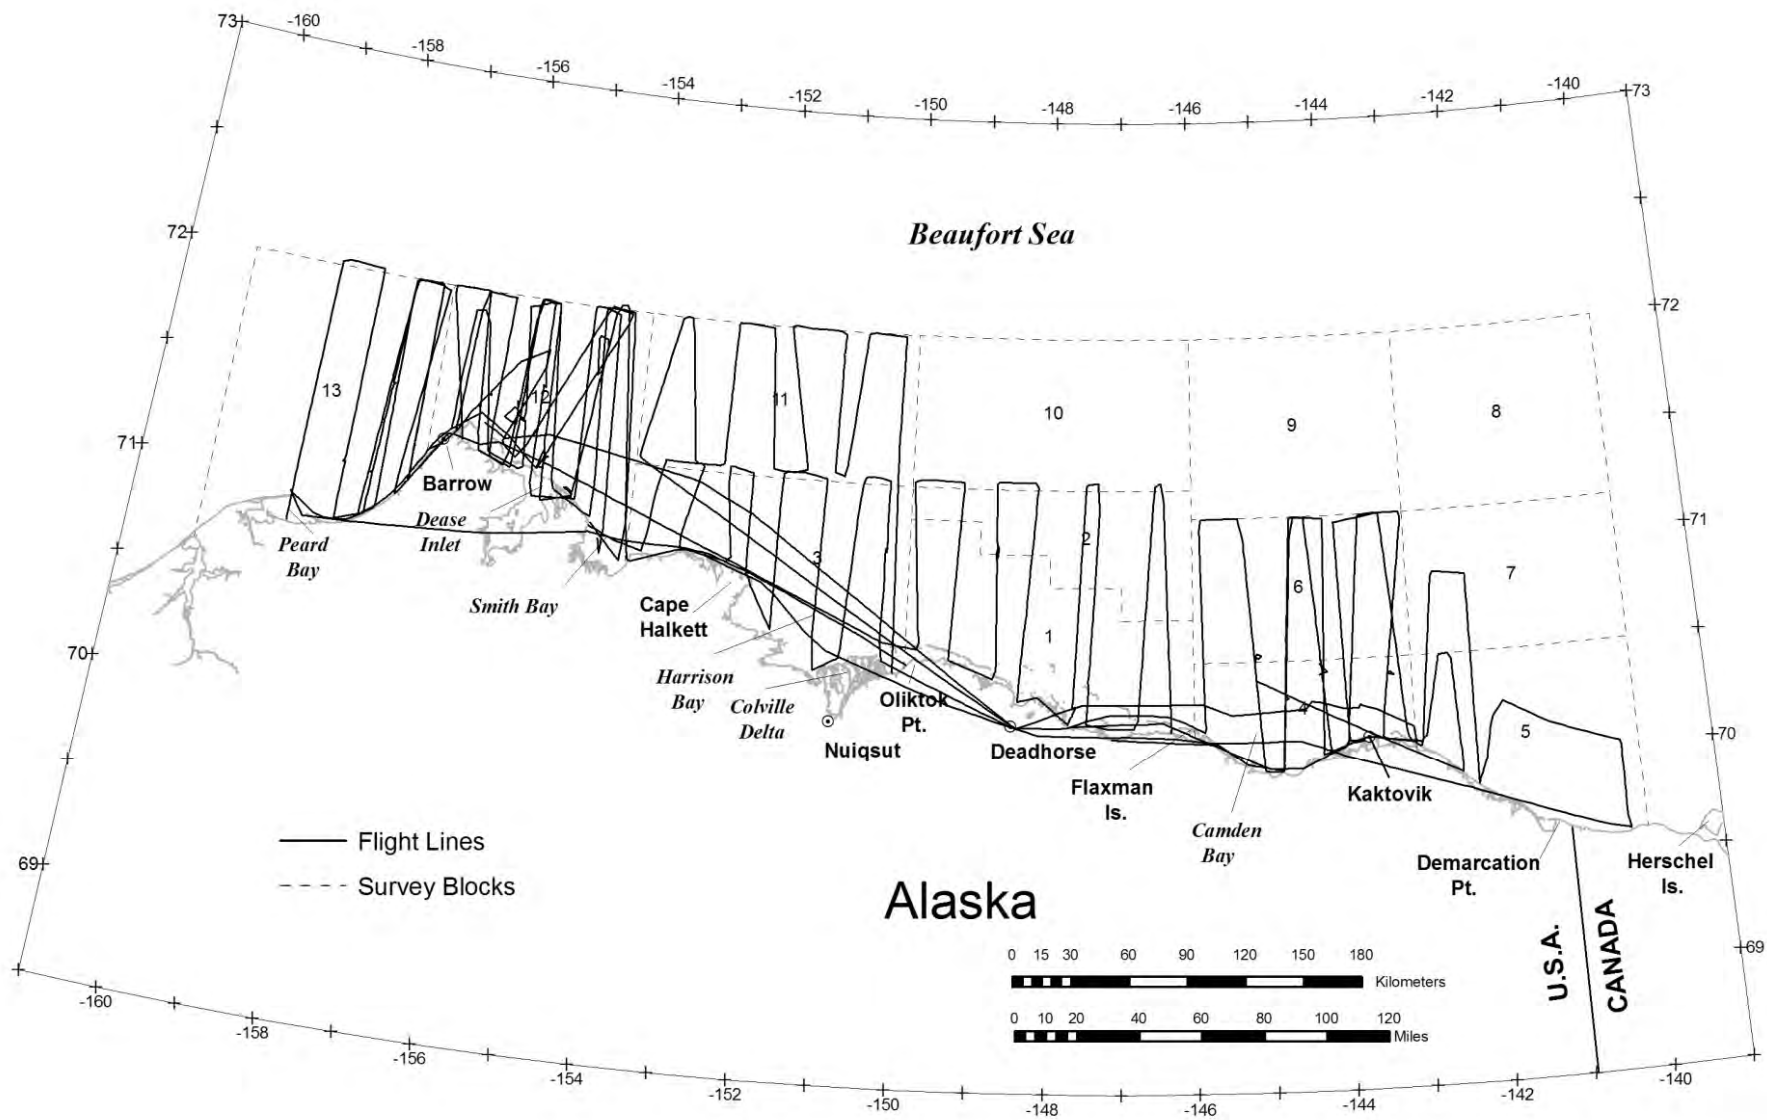 73
-160
-158
-156
-154
-152
-150
-148
-146
-144
-142
-140
73
72
Beaufort Sea
72
13
12
11
10
9
8
71
Barrow
Dease
Inlet
Peard
Bay
71
3
2
6
7
Smith Bay
Cape
Halkett
1
70
Harrison
Bay
Colville
Delta
Oliktok
Pt.
Nuiqsut
Deadhorse
4
5
70
Flaxman
Is.
Kaktovik
Camden
Bay
Demarcation
Pt.
Herschel
Is.
69
Flight Lines
Survey Blocks
Alaska
U.S.A.
CANADA
69
0 15 30 60 90 120 150 180
Kilometers
0 10 20 40 60 80 100 120
Miles
-160
-158
-156
-154
-152
-150
-148
-146
-144
-142
-140